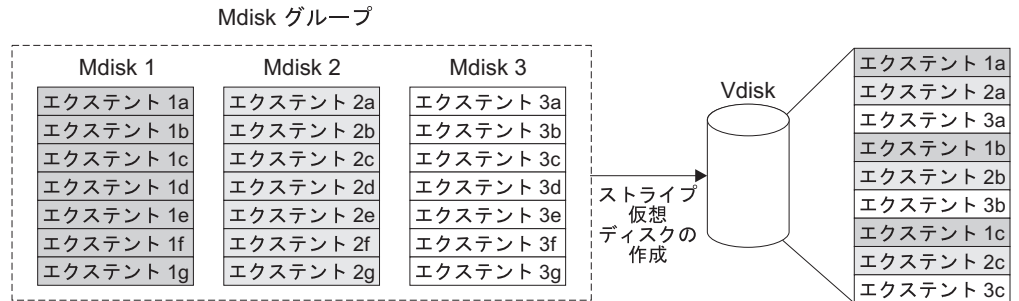 Mdisk グループ
Mdisk 1
エクステント 1a
エクステント 1b
エクステント 1c
エクステント 1d
エクステント 1e
エクステント 1f
エクステント 1g
Mdisk 2
エクステント 2a
エクステント 2b
エクステント 2c
エクステント 2d
エクステント 2e
エクステント 2f
エクステント 2g
Mdisk 3
エクステント 3a
エクステント 3b
エクステント 3c
エクステント 3d
エクステント 3e
エクステント 3f
エクステント 3g
ストライプ
仮想
ディスクの
作成
Vdisk
エクステント 1a
エクステント 2a
エクステント 3a
エクステント 1b
エクステント 2b
エクステント 3b
エクステント 1c
エクステント 2c
エクステント 3c